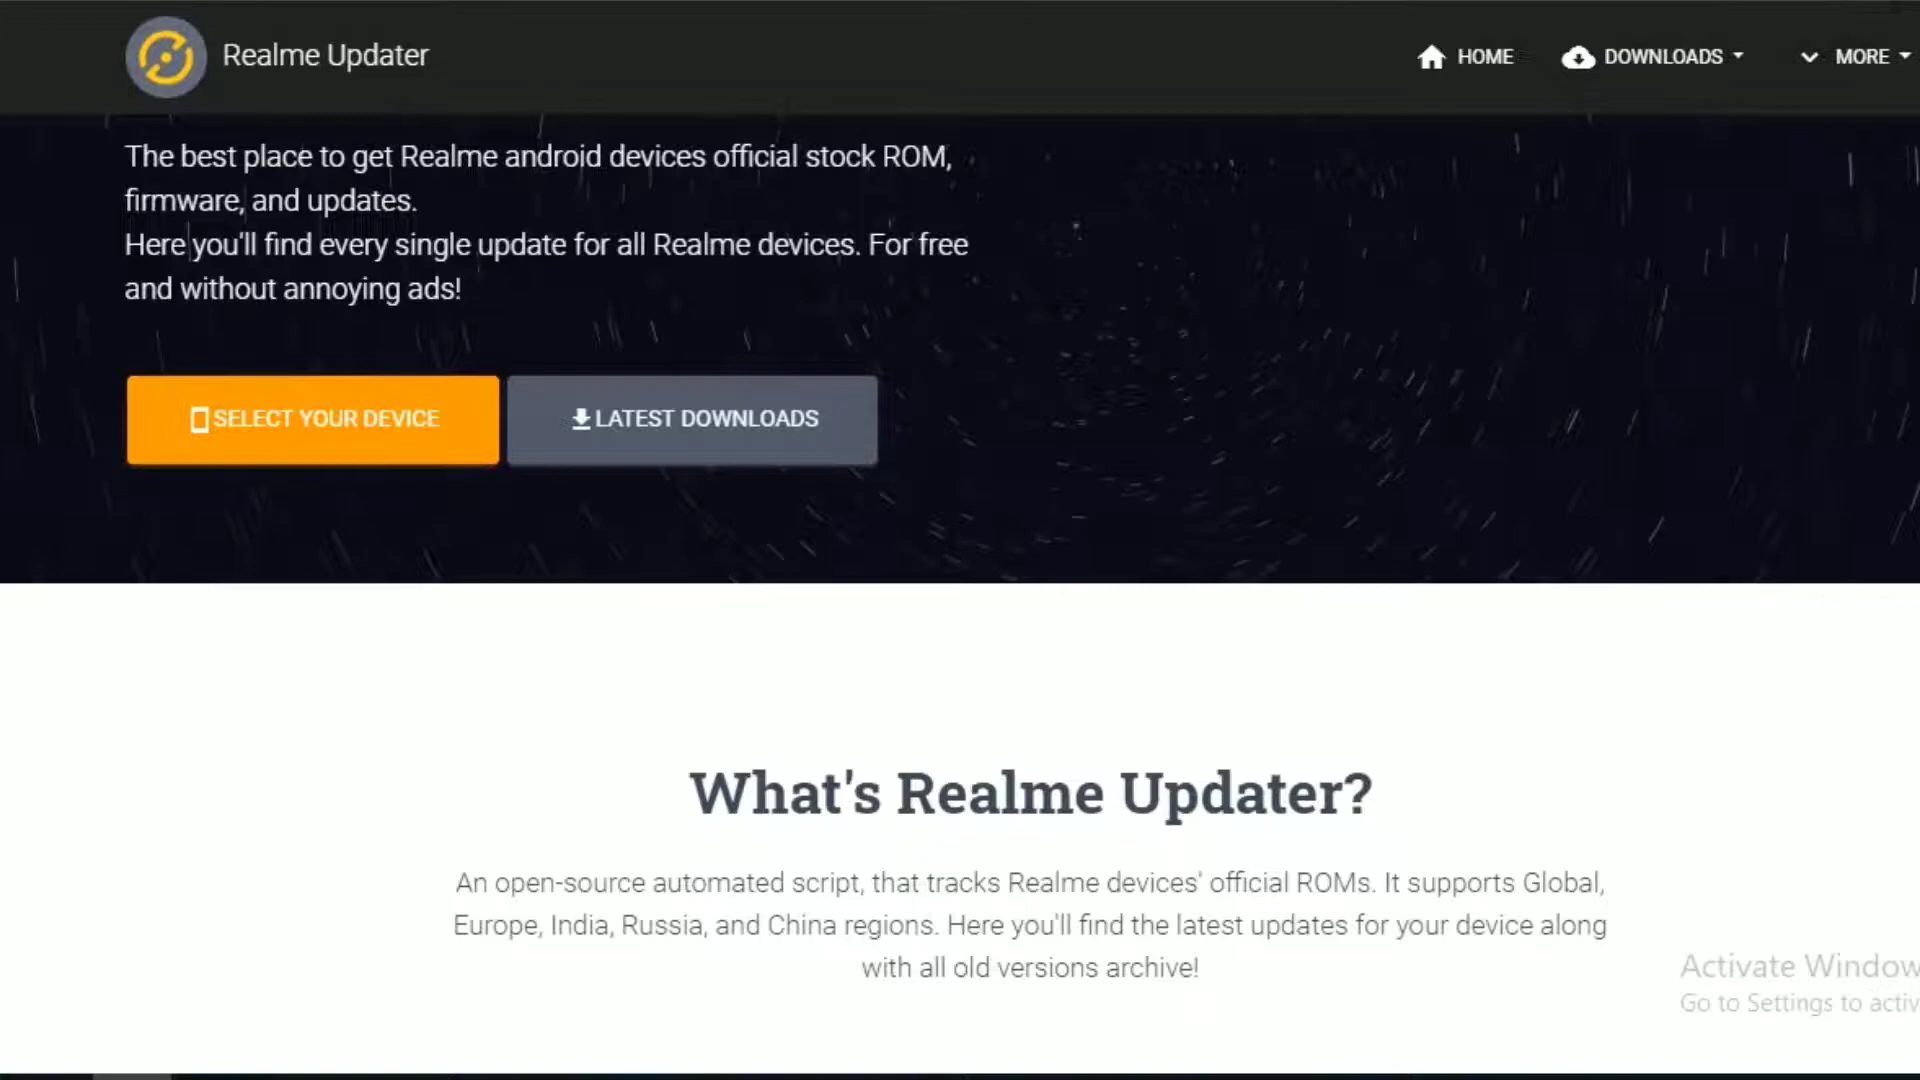 Realme Updater
HOME
DOWNLOADS
MORE
The best place to get Realme android devices official stock ROM,
firmware, and updates.
Here you'll find every single update for all Realme devices. For free
and without annoying ads!
SELECT YOUR DEVICE
LATEST DOWNLOADS
What's Realme Updater?
An open-source automated script, that tracks Realme devices' official ROMs. It supports Global,
Europe, India, Russia, and China regions. Here you'll find the latest updates for your device along
with all old versions archive!
Activate Window
Go to Settings to activ